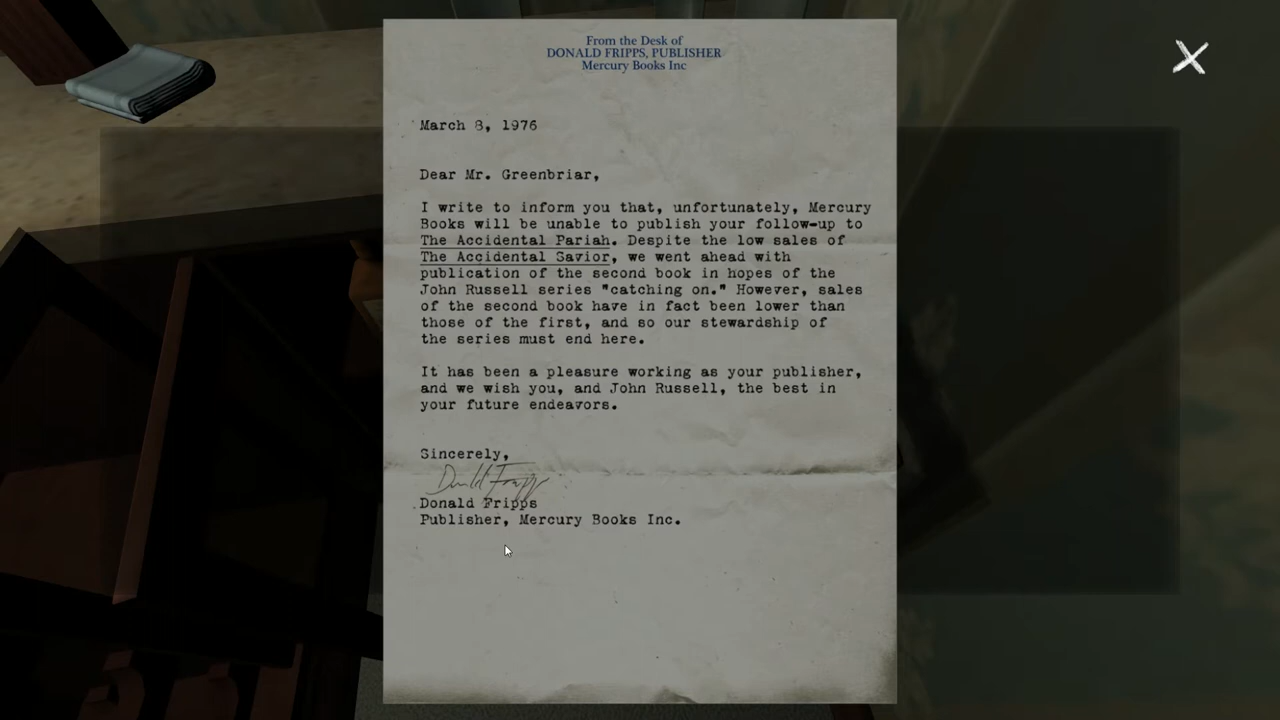 From the Desk of
DONALD FRIPPS, PUBLISHER
Mercury Books Inc
March 8, 1976
Dear Mr. Greenbriar,
I write to inform you that, unfortunately, Mercury
Books will be unable to publish your follow-up to
The Accidental Pariah. Despite the low sales of
The Accidental Savior, we went ahead with
publication of the second book in hopes of the
John Russell series "catching on." However, sales
of the second book have in fact been lower than
those of the first, and so our stewardship of
the series must end here.
It has been a pleasure working as your publisher,
and we wish you, and John Russell, the best in
your future endeavors.
Sincerely,
Donald Fripps
Donald Fripps
Publisher, Mercury Books Inc.